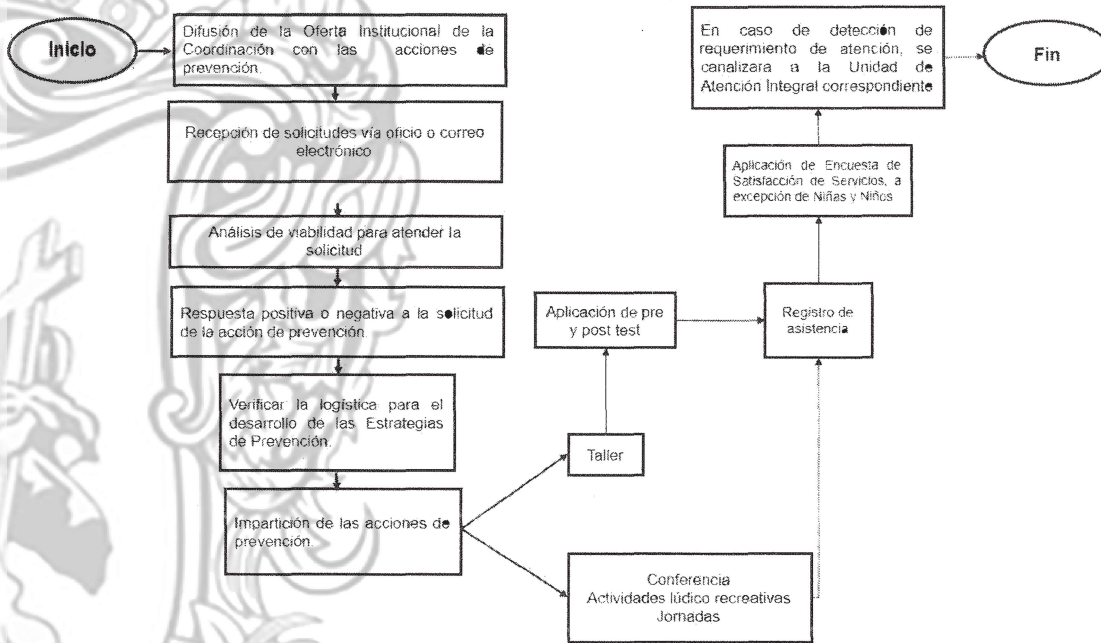 Inicio
Difusión de la Oferta Institucional de la
Coordinación con las acciones de
prevención.
Recepción de solicitudes vía oficio o correo
electrónico
Análisis de viabilidad para atender la
solicitud
Respuesta positiva o negativa a la solicitud
de la acción de prevención.
Verificar la logística para el
desarrollo de las Estrategias
de Prevención.
Impartición de las acciones de
prevención.
Taller
Aplicación de pre
y post test
Conferencia
Actividades lúdico recreativas
Jornadas
Registro de
asistencia
Aplicación de Encuesta de
Satisfacción de Servicios, a
excepción de Niñas y Niños
En caso de detección de
requerimiento de atención, se
canalizara a la Unidad de
Atención Integral correspondiente
Fin